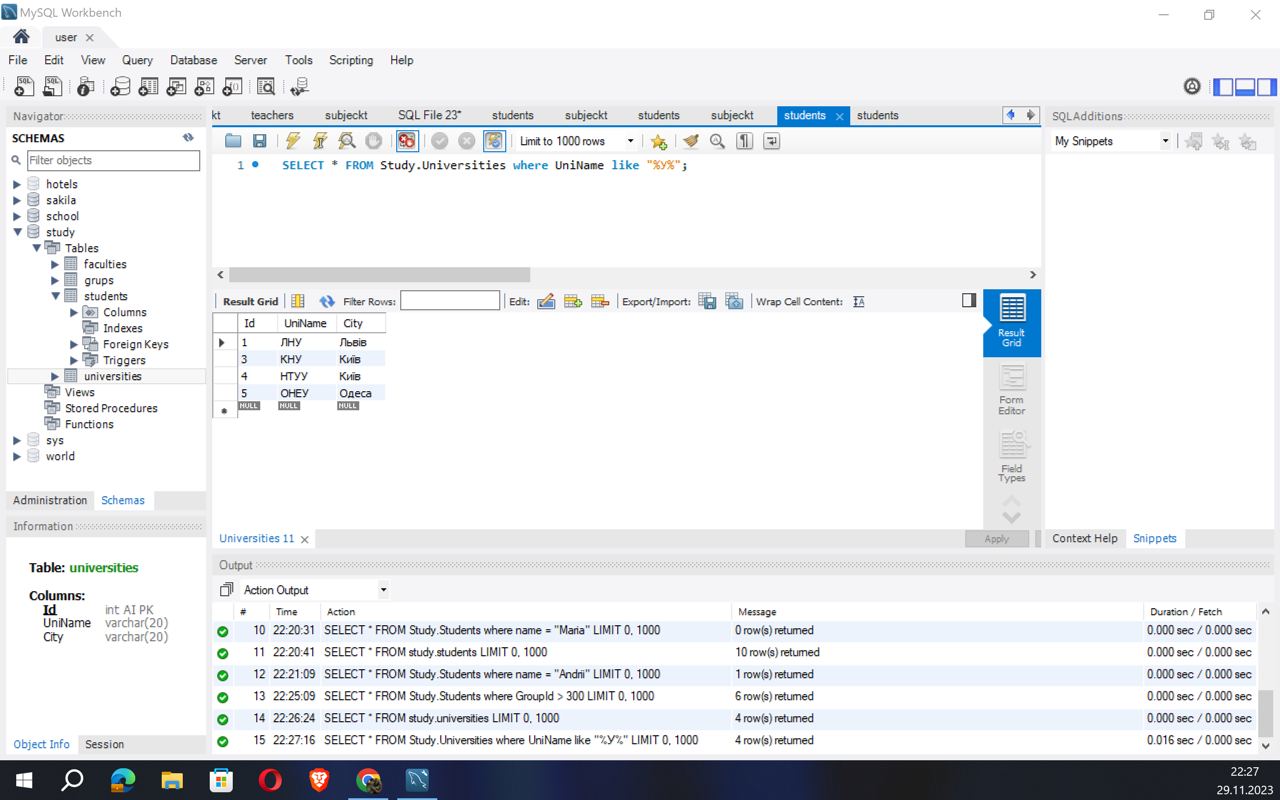 MySQL Workbench
user
File Edit View Query Database Server Tools Scripting Help
Navigator
SCHEMAS
Filter objects
hotels
sakila
school
study
Tables
faculties
grups
students
Columns
Indexes
Foreign Keys
Triggers
universities
Views
Stored Procedures
Functions
sys
world
Administration Schemas
Information
Table: universities
Columns:
Id int AI PK
UniName varchar(20)
City varchar(20)
Object Info Session
kt teachers subjeckt SQL File 23* students subjeckt students subjeckt students students
Limit to 1000 rows
1 SELECT * FROM Study.Universities where UniName like "%У%";
Result Grid Filter Rows: Edit: Export/Import: Wrap Cell Content:
Id UniName City
1 ЛНУ Львів
3 КНУ Київ
4 НТУУ Київ
5 ОНЕУ Одеса
NULL NULL NULL
Result Grid
Form Editor
Field Types
Universities 11
Apply
SQLAdditions
My Snippets
Context Help Snippets
Output
Action Output
# Time Action Message Duration / Fetch
10 22:20:31 SELECT * FROM Study.Students where name = "Maria" LIMIT 0, 1000 0 row(s) returned 0.000 sec / 0.000 sec
11 22:20:41 SELECT * FROM study.students LIMIT 0, 1000 10 row(s) returned 0.000 sec / 0.000 sec
12 22:21:09 SELECT * FROM Study.Students where name = "Andrii" LIMIT 0, 1000 1 row(s) returned 0.000 sec / 0.000 sec
13 22:25:09 SELECT * FROM Study.Students where GroupId > 300 LIMIT 0, 1000 6 row(s) returned 0.000 sec / 0.000 sec
14 22:26:24 SELECT * FROM study.universities LIMIT 0, 1000 4 row(s) returned 0.000 sec / 0.000 sec
15 22:27:16 SELECT * FROM Study.Universities where UniName like "%У%" LIMIT 0, 1000 4 row(s) returned 0.016 sec / 0.000 sec
22:27
29.11.2023